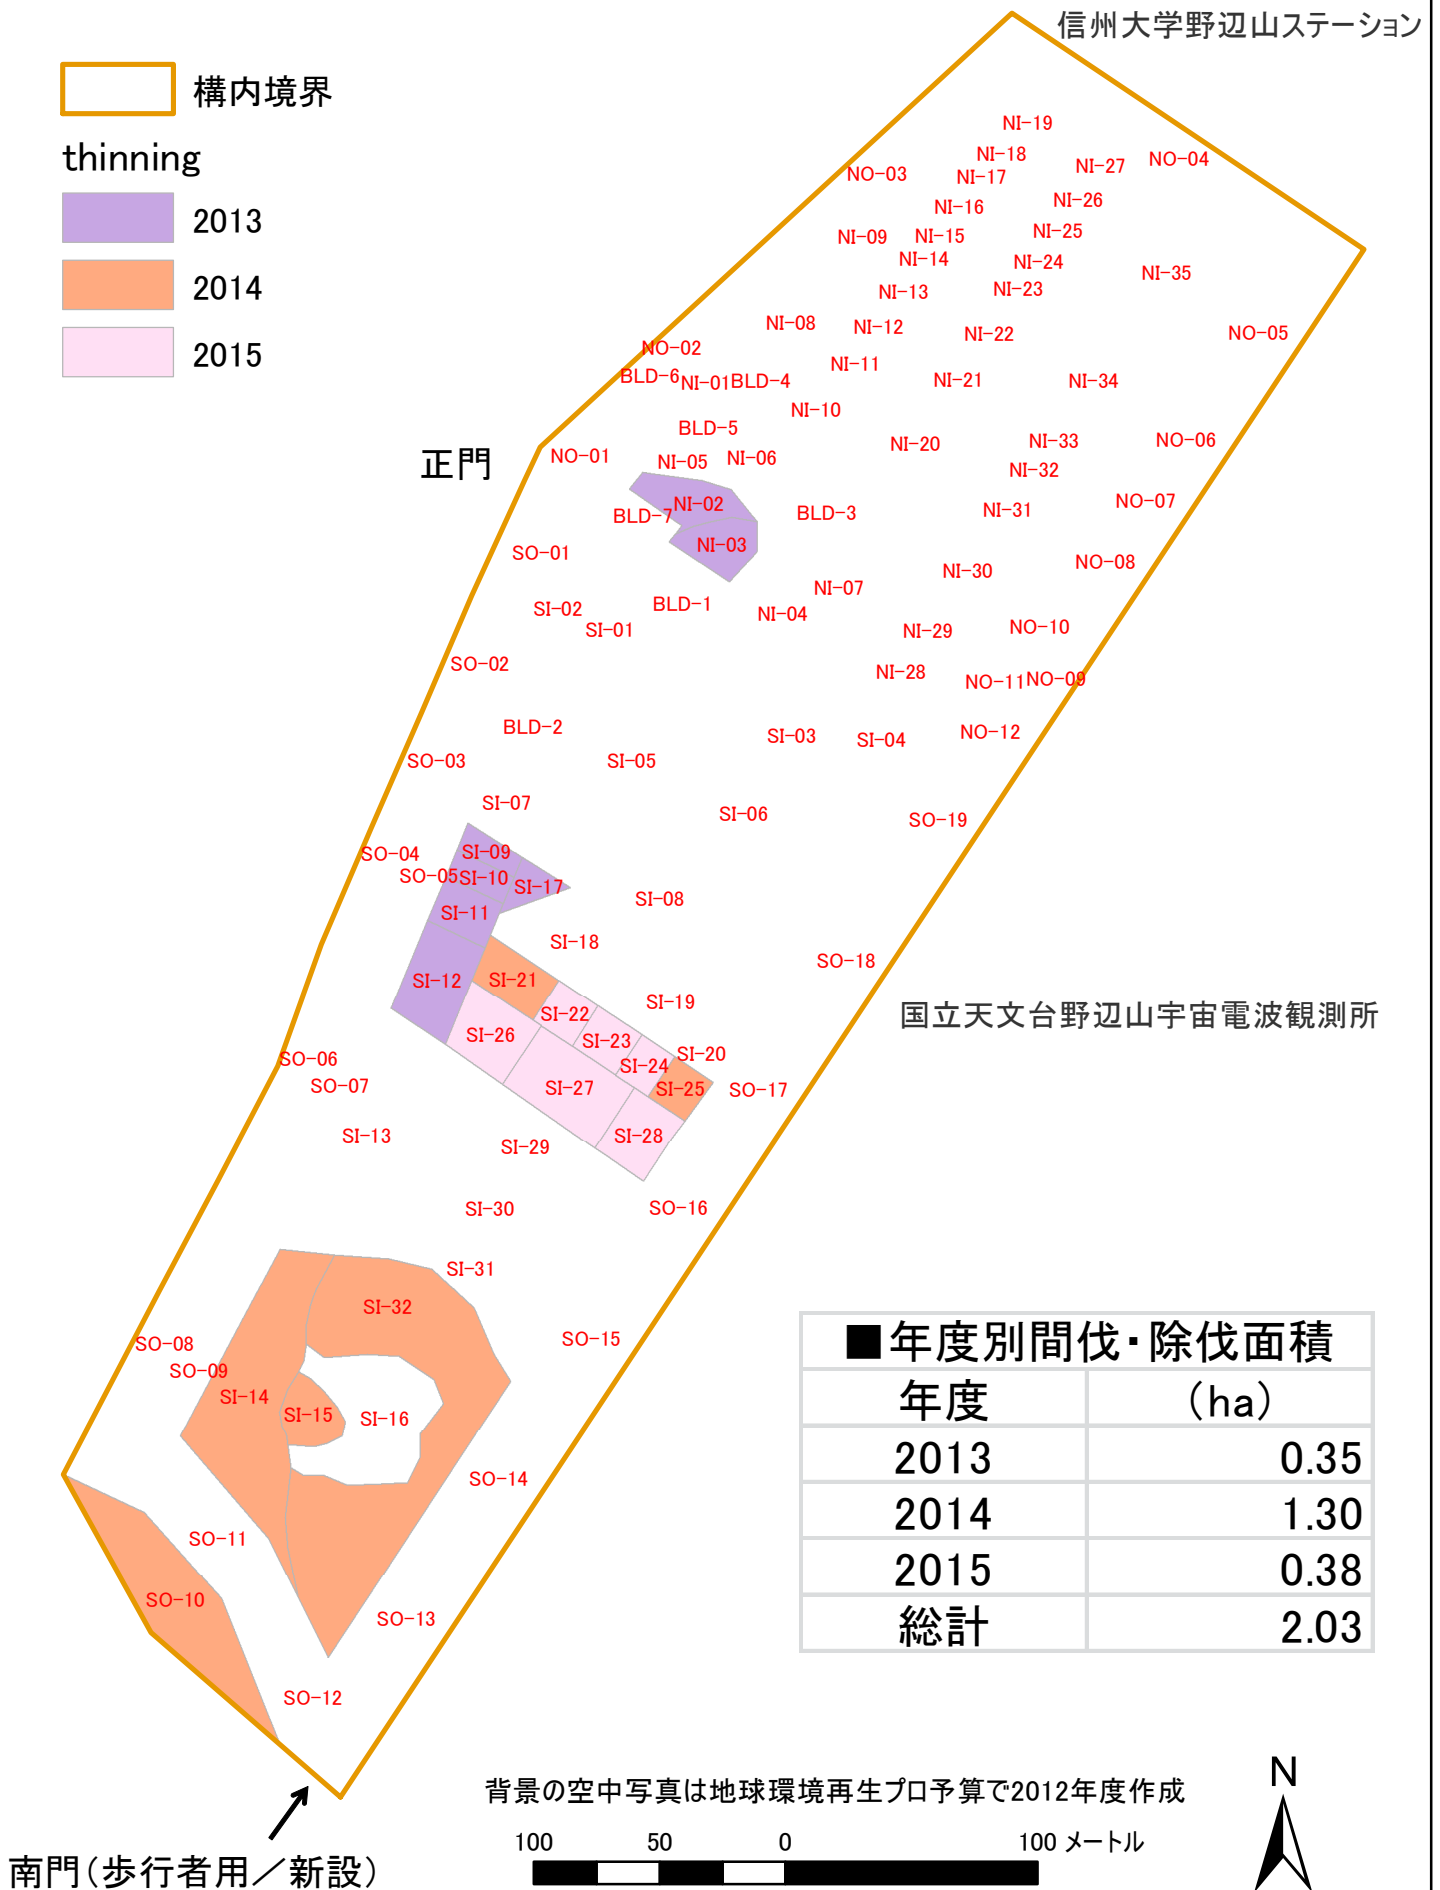 信州大学野辺山ステーション
構内境界
thinning
2013
2014
2015
NI-19
NI-18
NI-27
NO-04
NO-03
NI-17
NI-26
NI-16
NI-25
NI-09
NI-15
NI-14
NI-24
NI-35
NI-13
NI-23
NI-08
NI-12
NI-22
NO-05
NO-02
NI-11
BLD-6
NI-01
BLD-4
NI-21
NI-34
NI-10
BLD-5
NI-20
NI-33
NO-06
正門
NO-01
NI-05
NI-06
NI-32
NI-02
NI-31
NO-07
BLD-7
BLD-3
NI-03
SO-01
NO-08
NI-30
NI-07
SI-02
BLD-1
NI-04
SI-01
NI-29
NO-10
SO-02
NI-28
NO-11
NO-09
BLD-2
SI-03
SI-04
NO-12
SO-03
SI-05
SI-07
SI-06
SO-19
SO-04
SI-09
SO-05
SI-10
SI-17
SI-08
SI-11
SI-18
SO-18
SI-12
SI-21
SI-19
SI-22
国立天文台野辺山宇宙電波観測所
SI-26
SI-23
SI-20
SI-24
SO-06
SO-07
SI-27
SI-25
SO-17
SI-13
SI-29
SI-28
SI-30
SO-16
SI-31
SI-32
SO-08
SO-15
SO-09
SI-14
SI-15
SI-16
SO-14
SO-11
SO-10
SO-13
SO-12
■年度別間伐・除伐面積
年度 (ha)
2013 0.35
2014 1.30
2015 0.38
総計 2.03
背景の空中写真は地球環境再生プロ予算で2012年度作成
N
100 50 0 100 メートル
南門(歩行者用／新設)